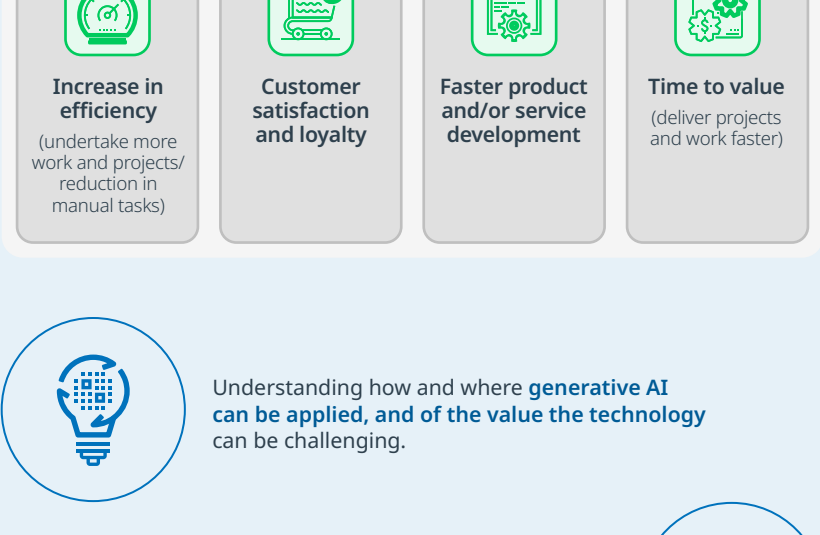 Increase in
efficiency
(undertake more
work and projects/
reduction in
manual tasks)
Customer
satisfaction
and loyalty
Faster product
and/or service
development
Time to value
(deliver projects
and work faster)
Understanding how and where generative AI
can be applied, and of the value the technology
can be challenging.